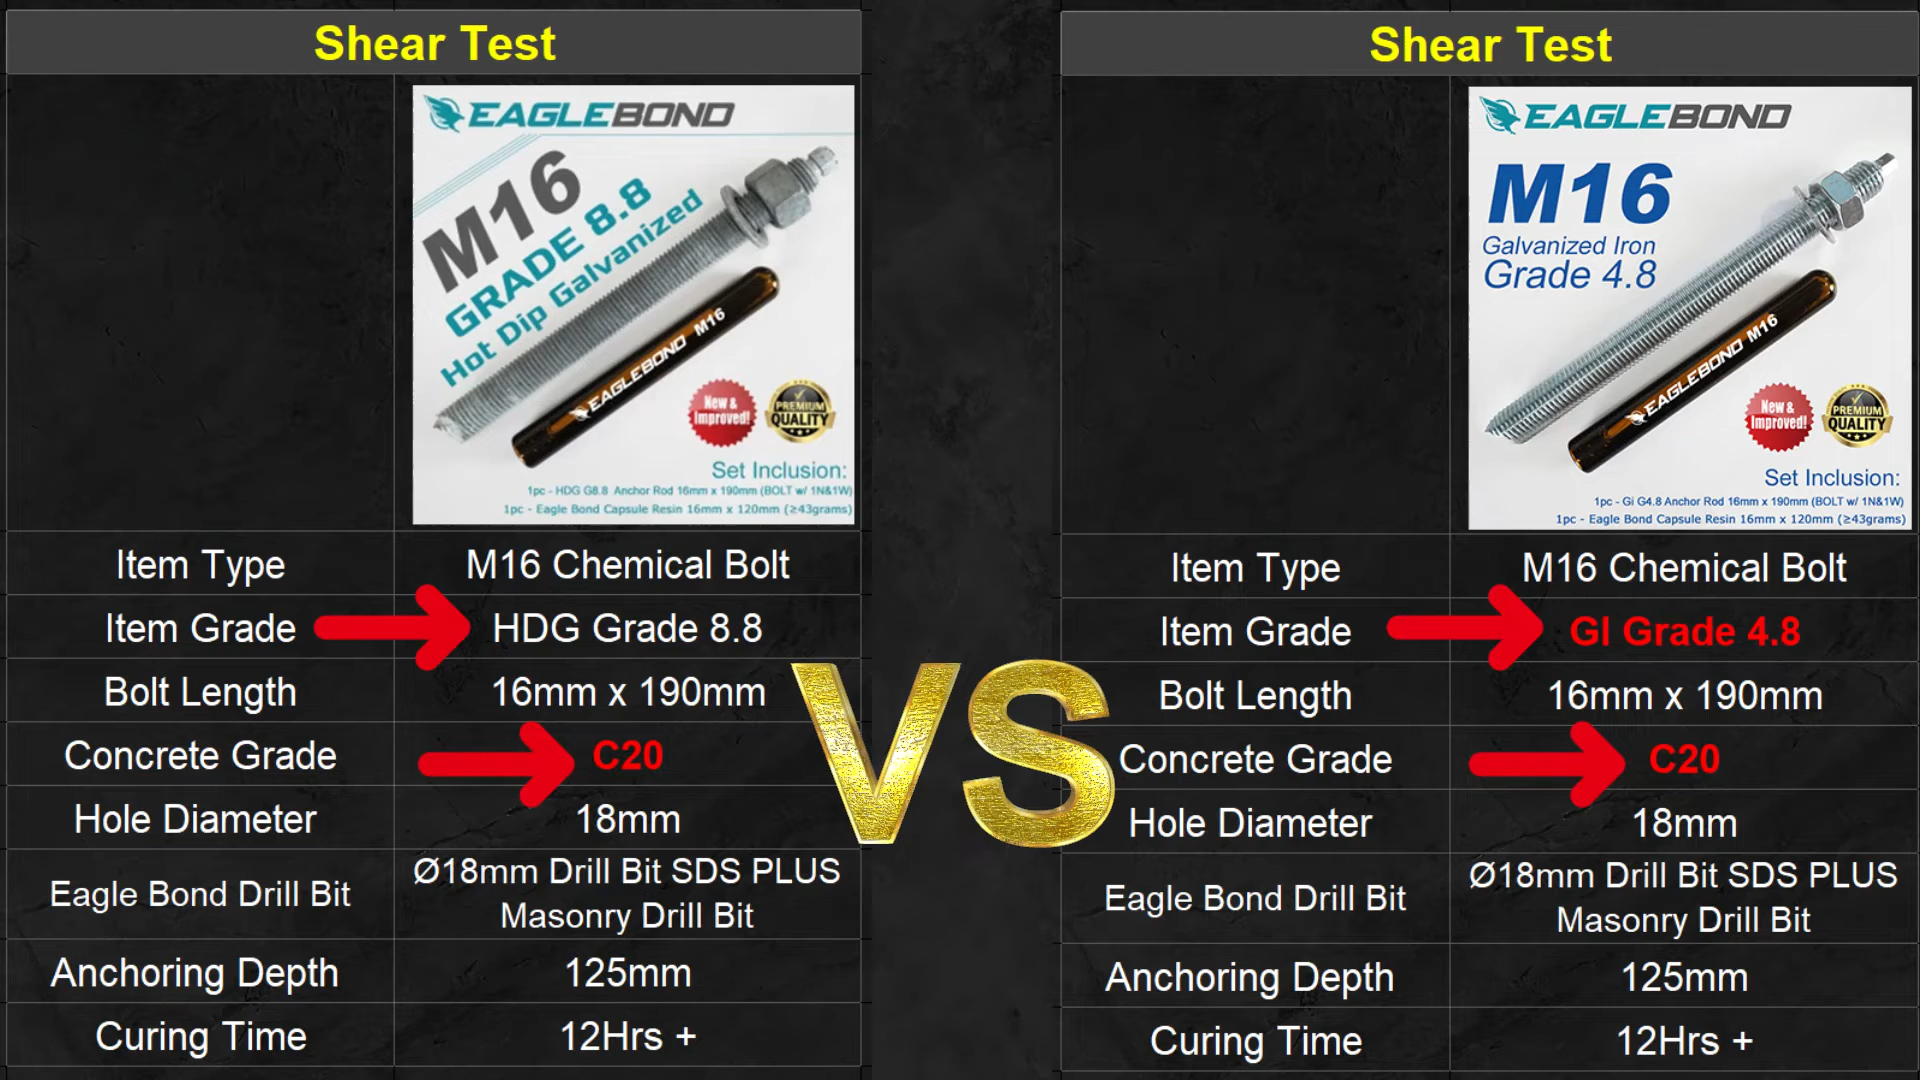 Shear Test
EAGLEBOND
M16
GRADE 8.8
Hot Dip Galvanized
EAGLEBOND M16
New &
Improved!
PREMIUM
QUALITY
Set Inclusion:
1pc - HDG G8.8 Anchor Rod 16mm x 190mm (BOLT w/ 1N&1W)
1pc - Eagle Bond Capsule Resin 16mm x 120mm (≥43grams)
Item Type M16 Chemical Bolt
Item Grade HDG Grade 8.8
Bolt Length 16mm x 190mm
Concrete Grade C20
Hole Diameter 18mm
Eagle Bond Drill Bit Ø18mm Drill Bit SDS PLUS
Masonry Drill Bit
Anchoring Depth 125mm
Curing Time 12Hrs +
VS
Shear Test
EAGLEBOND
M16
Galvanized Iron
Grade 4.8
EAGLEBOND M16
New &
Improved!
PREMIUM
QUALITY
Set Inclusion:
1pc - Gi G4.8 Anchor Rod 16mm x 190mm (BOLT w/ 1N&1W)
1pc - Eagle Bond Capsule Resin 16mm x 120mm (≥43grams)
Item Type M16 Chemical Bolt
Item Grade GI Grade 4.8
Bolt Length 16mm x 190mm
Concrete Grade C20
Hole Diameter 18mm
Eagle Bond Drill Bit Ø18mm Drill Bit SDS PLUS
Masonry Drill Bit
Anchoring Depth 125mm
Curing Time 12Hrs +